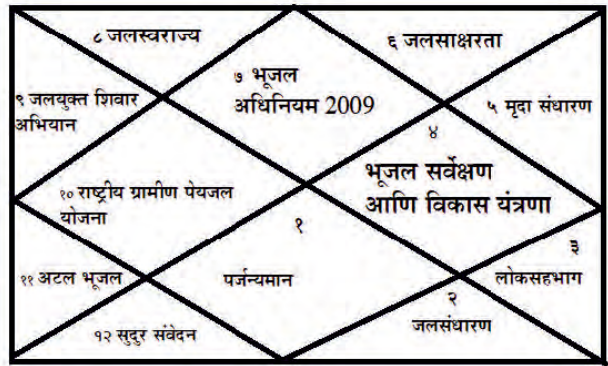 ८ जलस्वराज्य
६ जलसाक्षरता
७ भूजल
अधिनियम 2009
९ जलयुक्त शिवार
अभियान
५ मृदा संधारण
४
भूजल सर्वेक्षण
आणि विकास यंत्रणा
१० राष्ट्रीय ग्रामीण पेयजल
योजना
१
पर्जन्यमान
३
लोकसहभाग
११ अटल भूजल
२
जलसंधारण
१२ सुदुर संवेदन